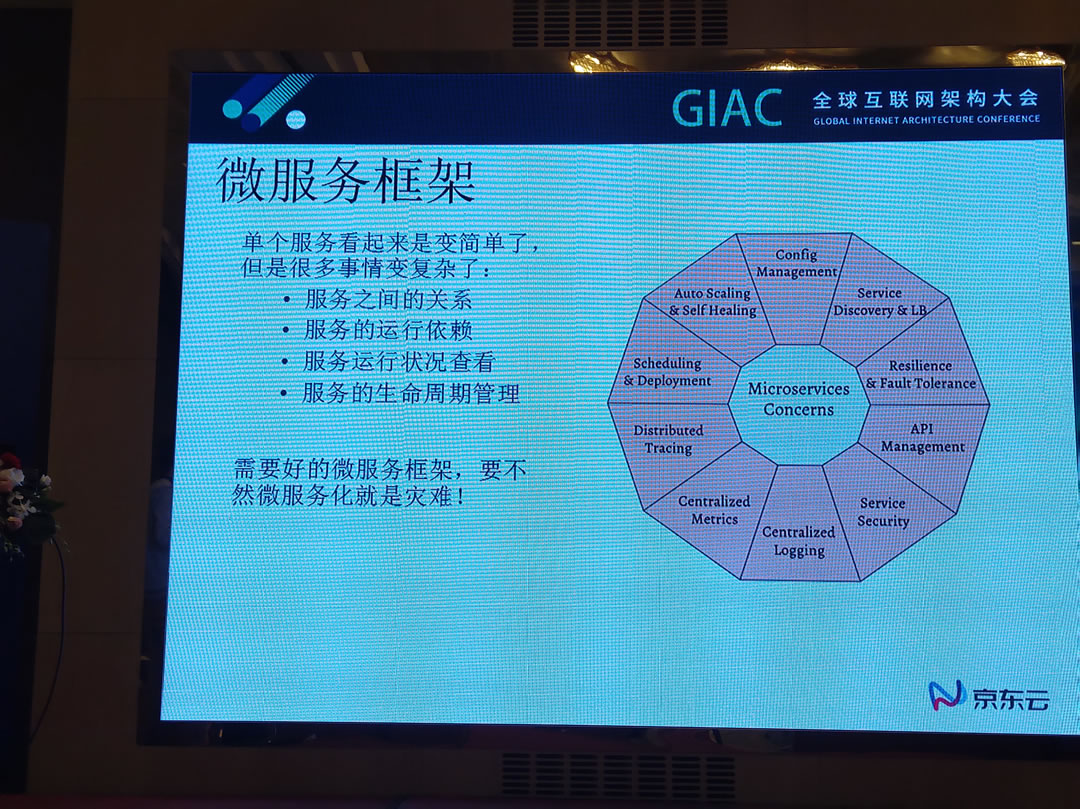 GIAC
全球互联网架构大会
GLOBAL INTERNET ARCHITECTURE CONFERENCE
微服务框架
单个服务看起来是变简单了，
但是很多事情变复杂了：
• 服务之间的关系
• 服务的运行依赖
• 服务运行状况查看
• 服务的生命周期管理
需要好的微服务框架，要不
然微服务化就是灾难！
Config
Management
Service
Discovery & LB
Resilience
& Fault Tolerance
API
Management
Service
Security
Centralized
Logging
Centralized
Metrics
Distributed
Tracing
Scheduling
& Deployment
Auto Scaling
& Self Healing
Microservices
Concerns
京东云